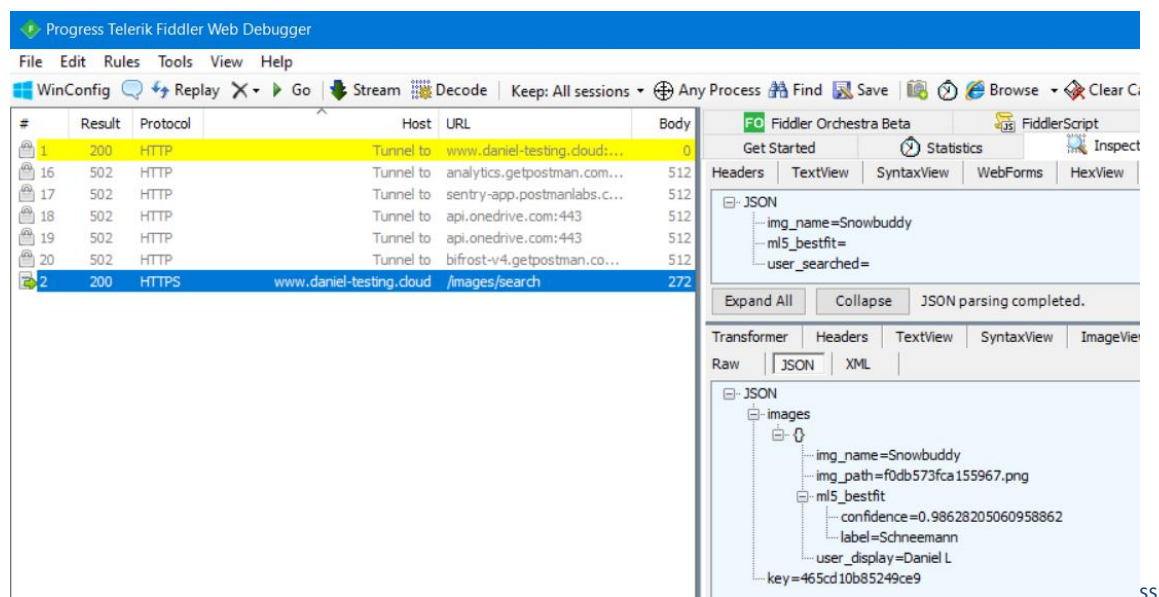 Progress Telerik Fiddler Web Debugger
File Edit Rules Tools View Help
WinConfig Replay Go Stream Decode Keep: All sessions Any Process Find Save Browse Clear Ca
# Result Protocol Host URL Body
1 200 HTTP Tunnel to www.daniel-testing.cloud:... 0
16 502 HTTP Tunnel to analytics.getpostman.com... 512
17 502 HTTP Tunnel to sentry-app.postmanlabs.c... 512
18 502 HTTP Tunnel to api.onedrive.com:443 512
19 502 HTTP Tunnel to api.onedrive.com:443 512
20 502 HTTP Tunnel to bifrost-v4.getpostman.co... 512
2 200 HTTPS www.daniel-testing.cloud /images/search 272
FO Fiddler Orchestra Beta JS FiddlerScript
Get Started Statistics Inspect
Headers TextView SyntaxView WebForms HexView
JSON
img_name=Snowbuddy
ml5_bestfit=
user_searched=
Expand All Collapse JSON parsing completed.
Transformer Headers TextView SyntaxView ImageVie
Raw JSON XML
JSON
images
{}
img_name=Snowbuddy
img_path=f0db573fca155967.png
ml5_bestfit
confidence=0.98628205060958862
label=Schneemann
user_display=Daniel L
key=465cd10b85249ce9
ss